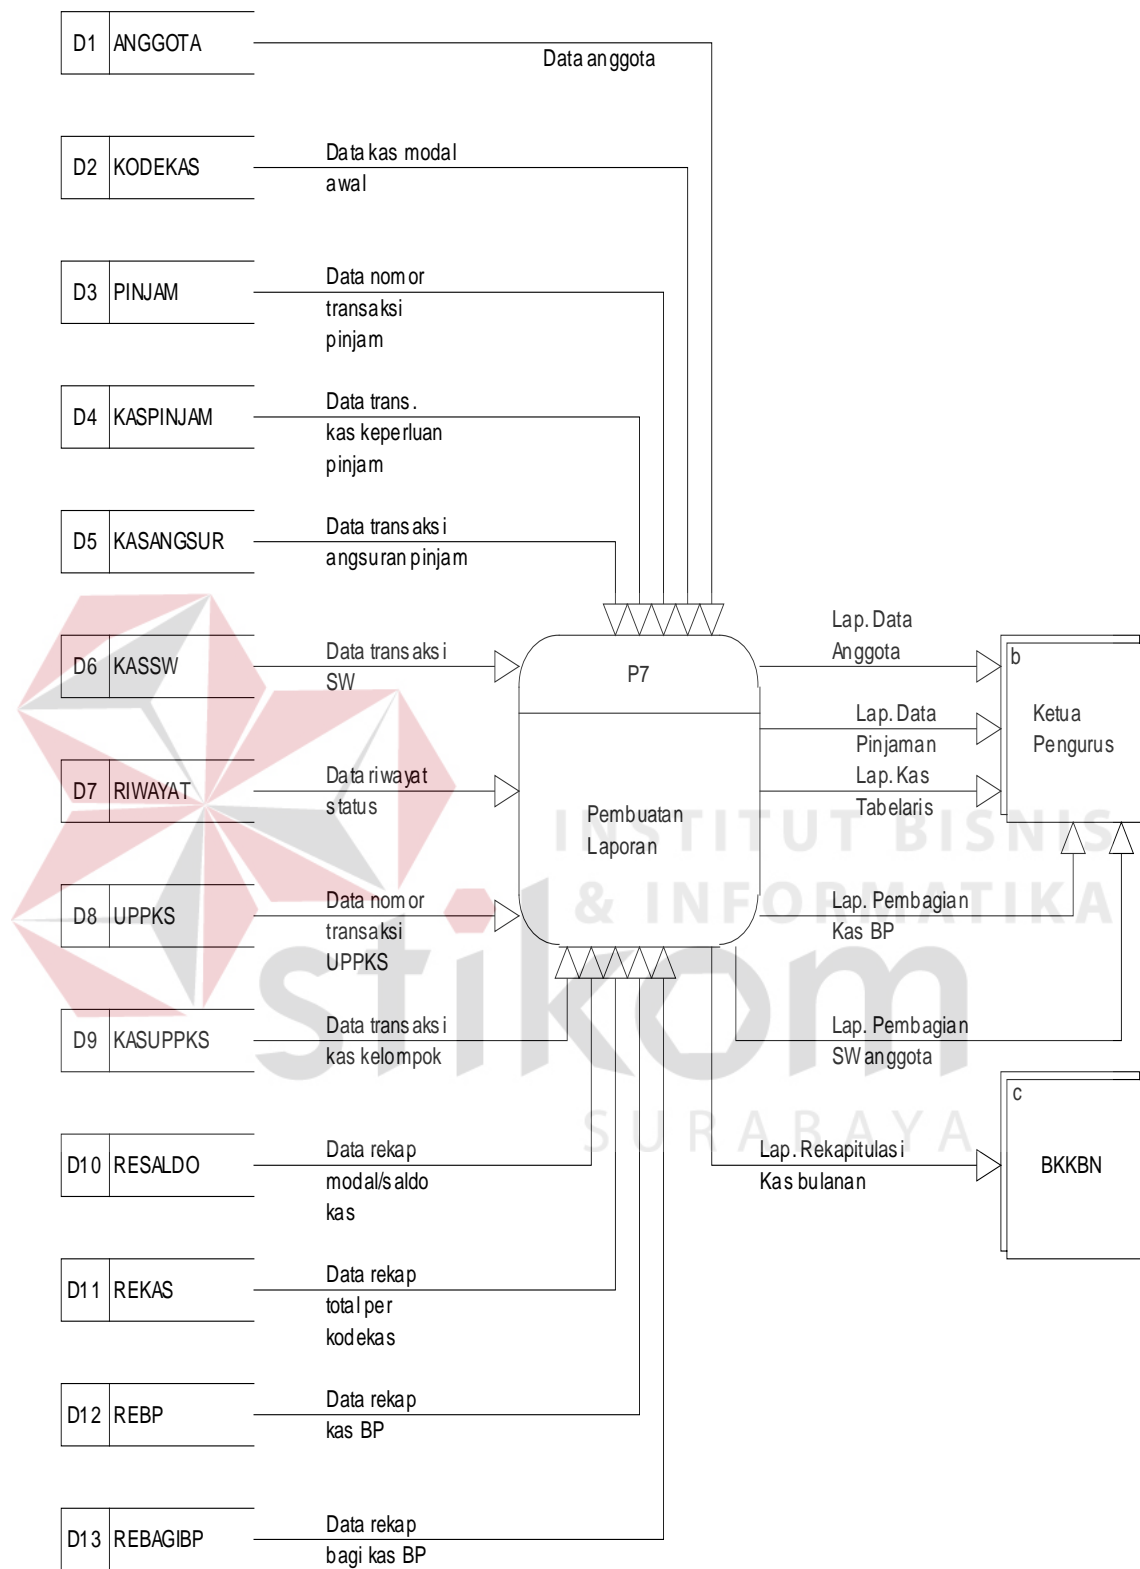 D1 ANGGOTA
Data anggota
D2 KODEKAS
Data kas modal
awal
D3 PINJAM
Data nomor
transaksi
pinjam
D4 KASPINJAM
Data trans.
kas keperluan
pinjam
D5 KASANGSUR
Data transaksi
angsuran pinjam
D6 KASSW
Data transaksi
SW
D7 RIWAYAT
Data riwayat
status
D8 UPPKS
Data nomor
transaksi
UPPKS
D9 KASUPPKS
Data transaksi
kas kelompok
D10 RESALDO
Data rekap
modal/saldo
kas
D11 REKAS
Data rekap
total per
kodekas
D12 REBP
Data rekap
kas BP
D13 REBAGIBP
Data rekap
bagi kas BP
P7
Pembuatan
Laporan
Lap. Data
Anggota
Lap. Data
Pinjaman
Lap. Kas
Tabelaris
Lap. Pembagian
Kas BP
Lap. Pembagian
SW anggota
Lap. Rekapitulasi
Kas bulanan
b
Ketua
Pengurus
c
BKKBN
INSTITUT BISNIS
& INFORMATIKA
stikom
SURABAYA